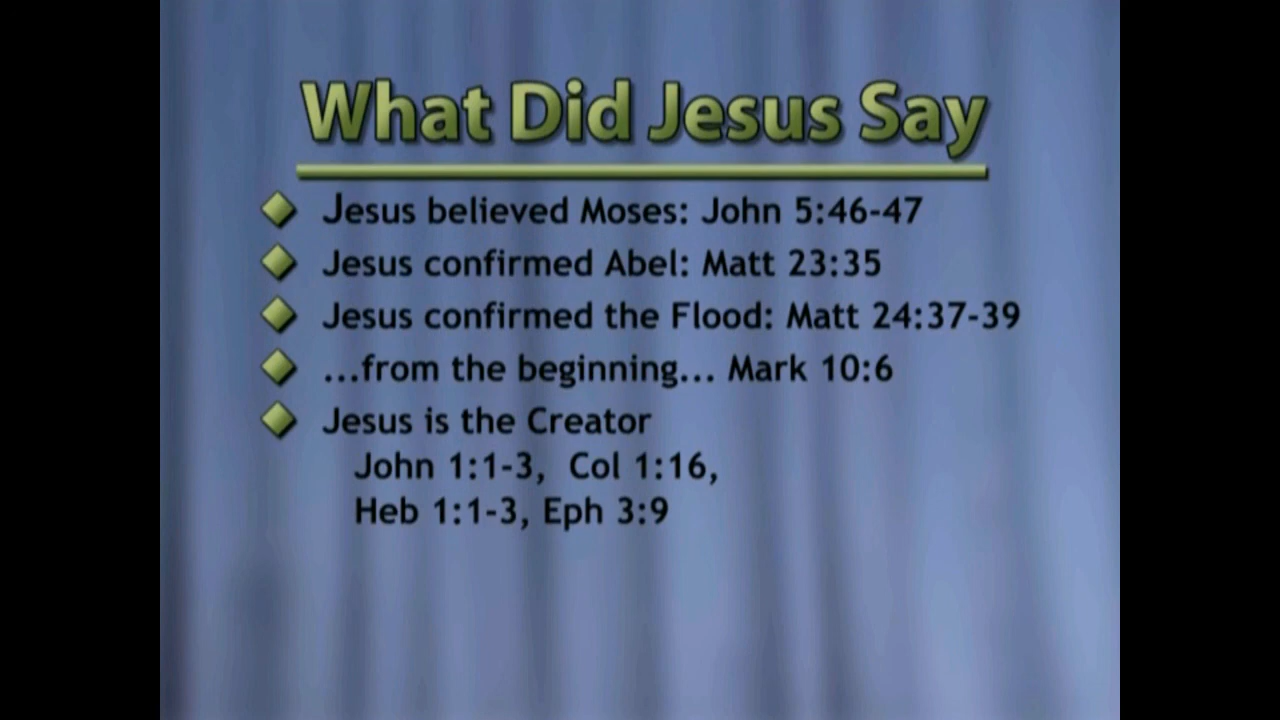 What Did Jesus Say
Jesus believed Moses: John 5:46-47
Jesus confirmed Abel: Matt 23:35
Jesus confirmed the Flood: Matt 24:37-39
...from the beginning... Mark 10:6
Jesus is the Creator
John 1:1-3, Col 1:16,
Heb 1:1-3, Eph 3:9